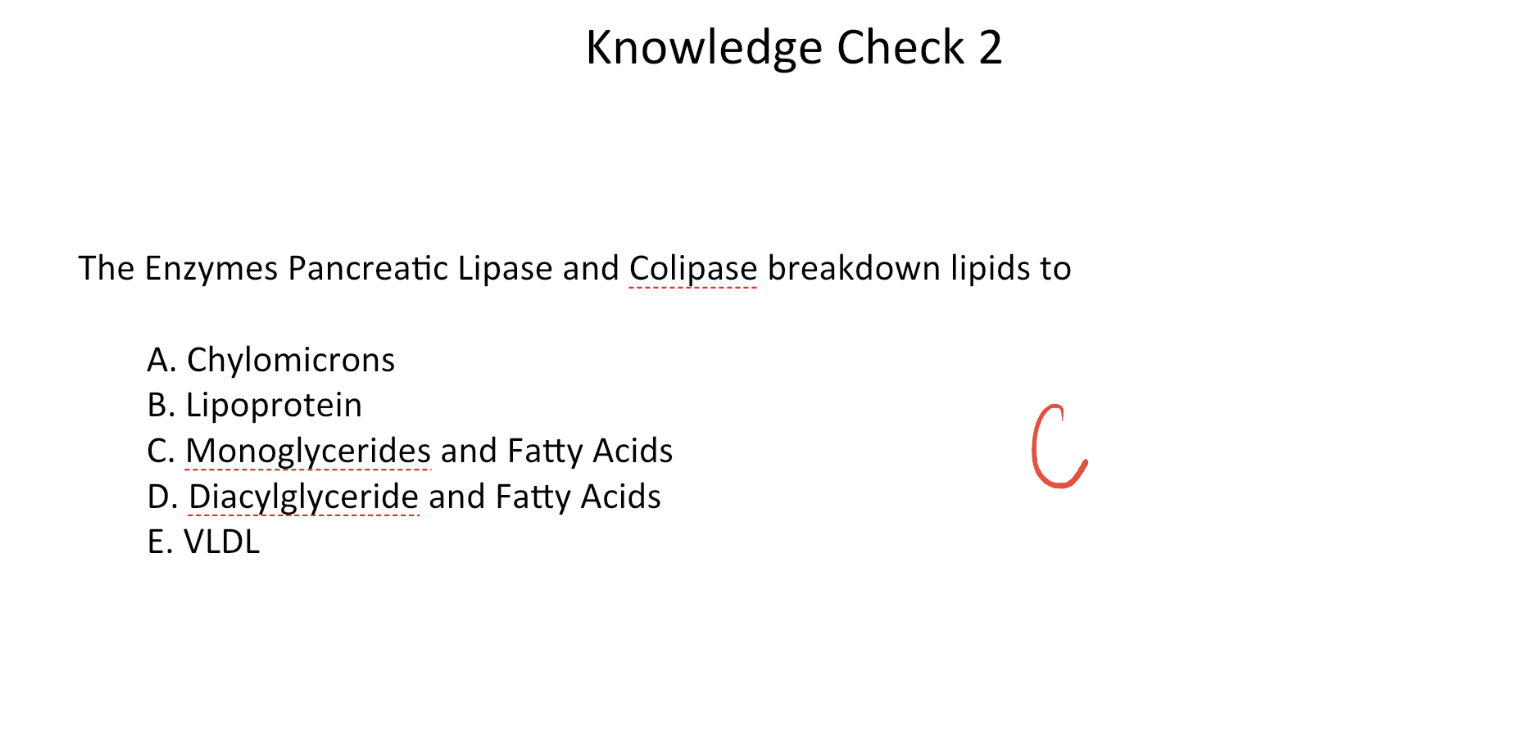 Knowledge Check 2
The Enzymes Pancreatic Lipase and Colipase breakdown lipids to
A. Chylomicrons
B. Lipoprotein
C. Monoglycerides and Fatty Acids
D. Diacylglyceride and Fatty Acids
E. VLDL
C